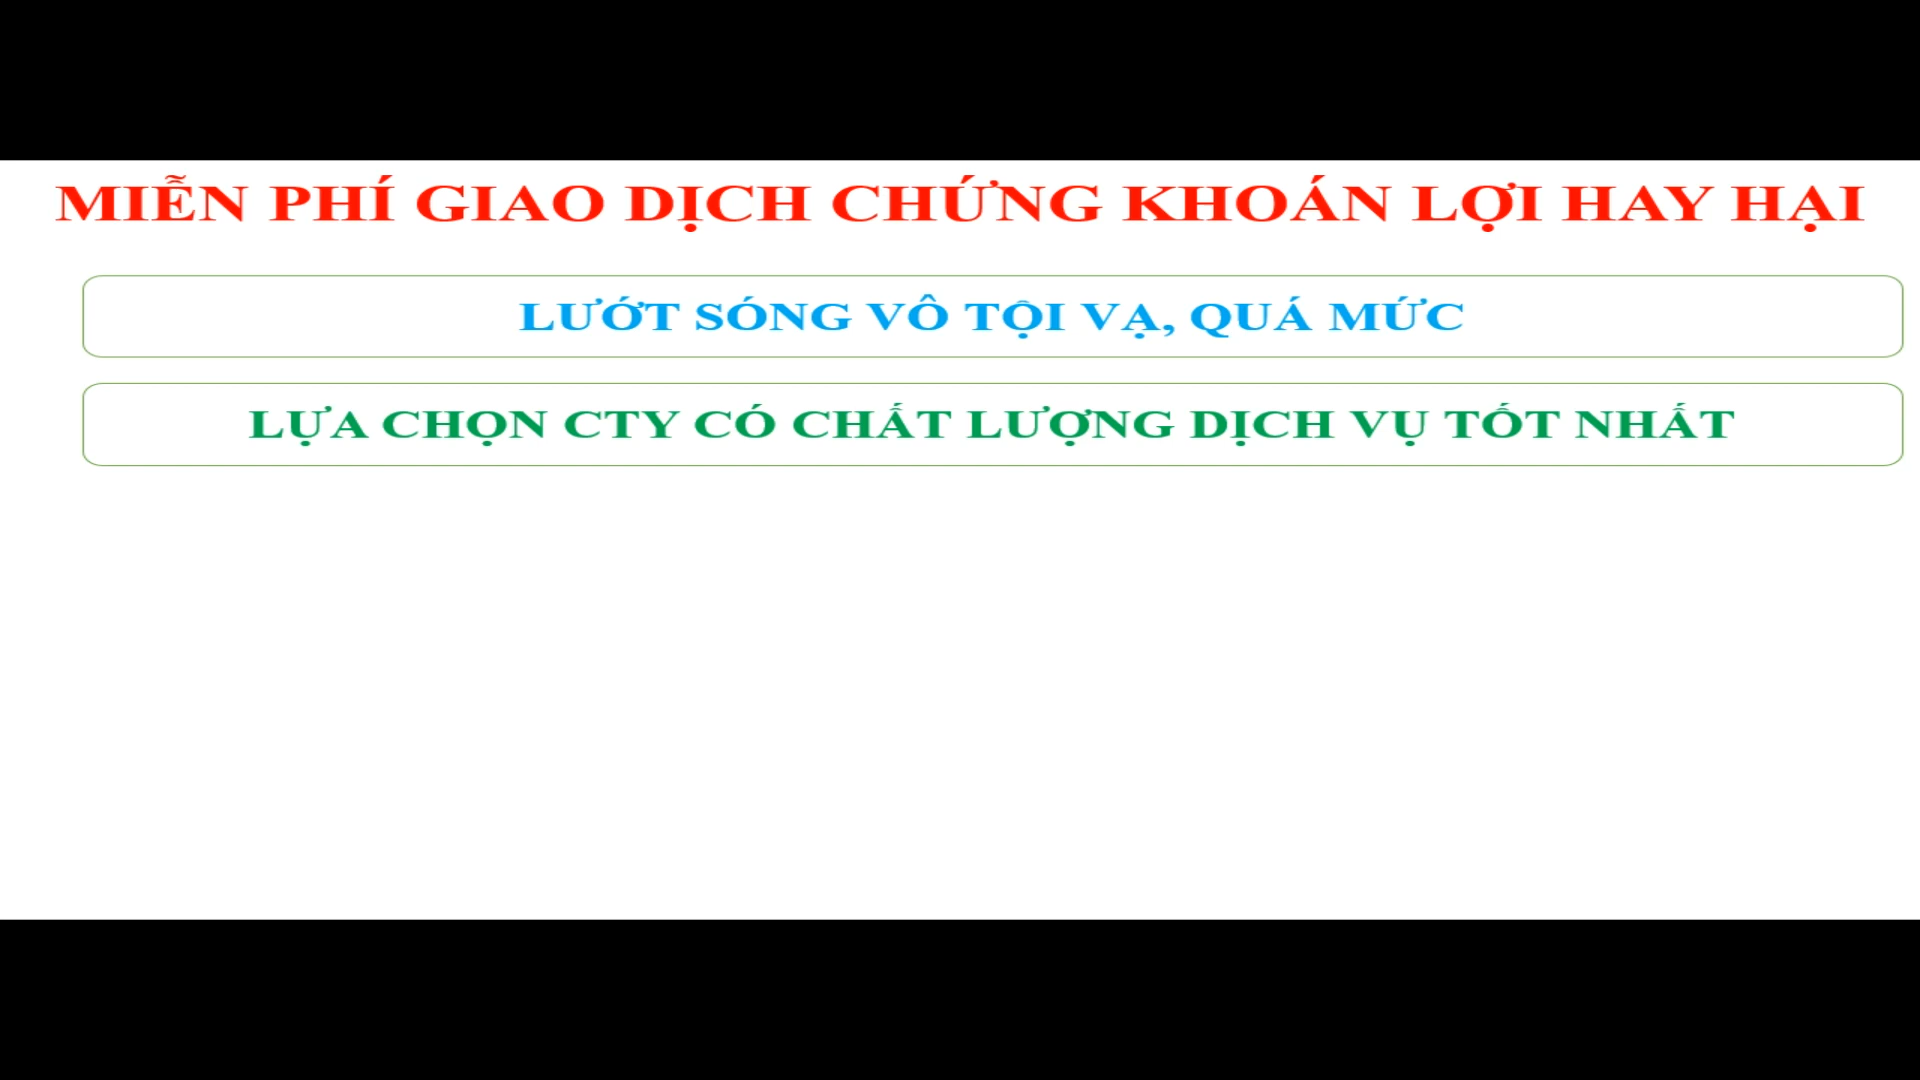 MIỄN PHÍ GIAO DỊCH CHỨNG KHOÁN LỢI HAY HẠI
LƯỚT SÓNG VÔ TỘI VẠ, QUÁ MỨC
LỰA CHỌN CTY CÓ CHẤT LƯỢNG DỊCH VỤ TỐT NHẤT